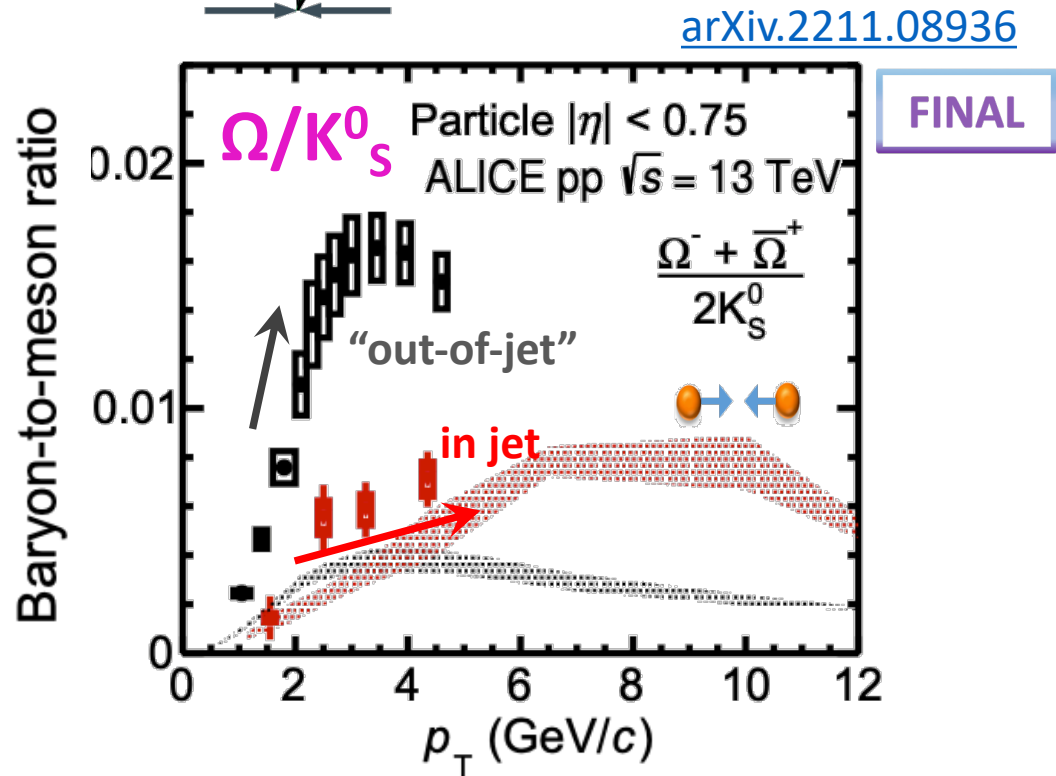 arXiv.2211.08936
FINAL
Ω/K⁰S
Particle |η| < 0.75
ALICE pp √s = 13 TeV
Ω⁻ + Ω̅⁺
2K⁰S
"out-of-jet"
in jet
Baryon-to-meson ratio
0.02
0.01
0
0 2 4 6 8 10 12
pT (GeV/c)